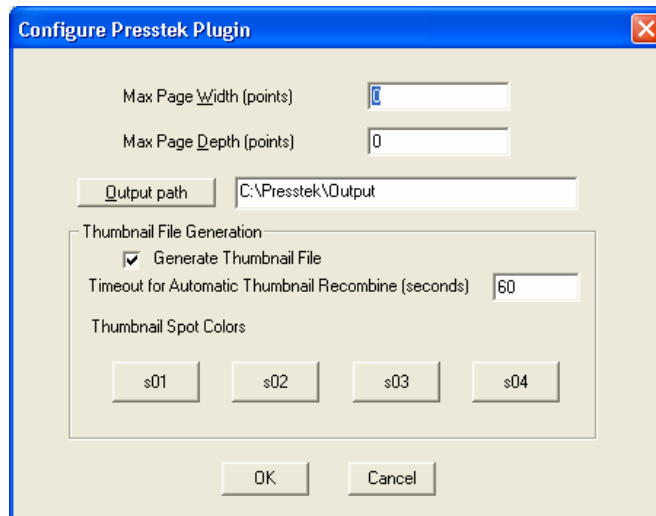 Configure Presstek Plugin
Max Page Width (points)
0
Max Page Depth (points)
0
Output path
C:\Presstek\Output
Thumbnail File Generation
Generate Thumbnail File
Timeout for Automatic Thumbnail Recombine (seconds)
60
Thumbnail Spot Colors
s01
s02
s03
s04
OK
Cancel